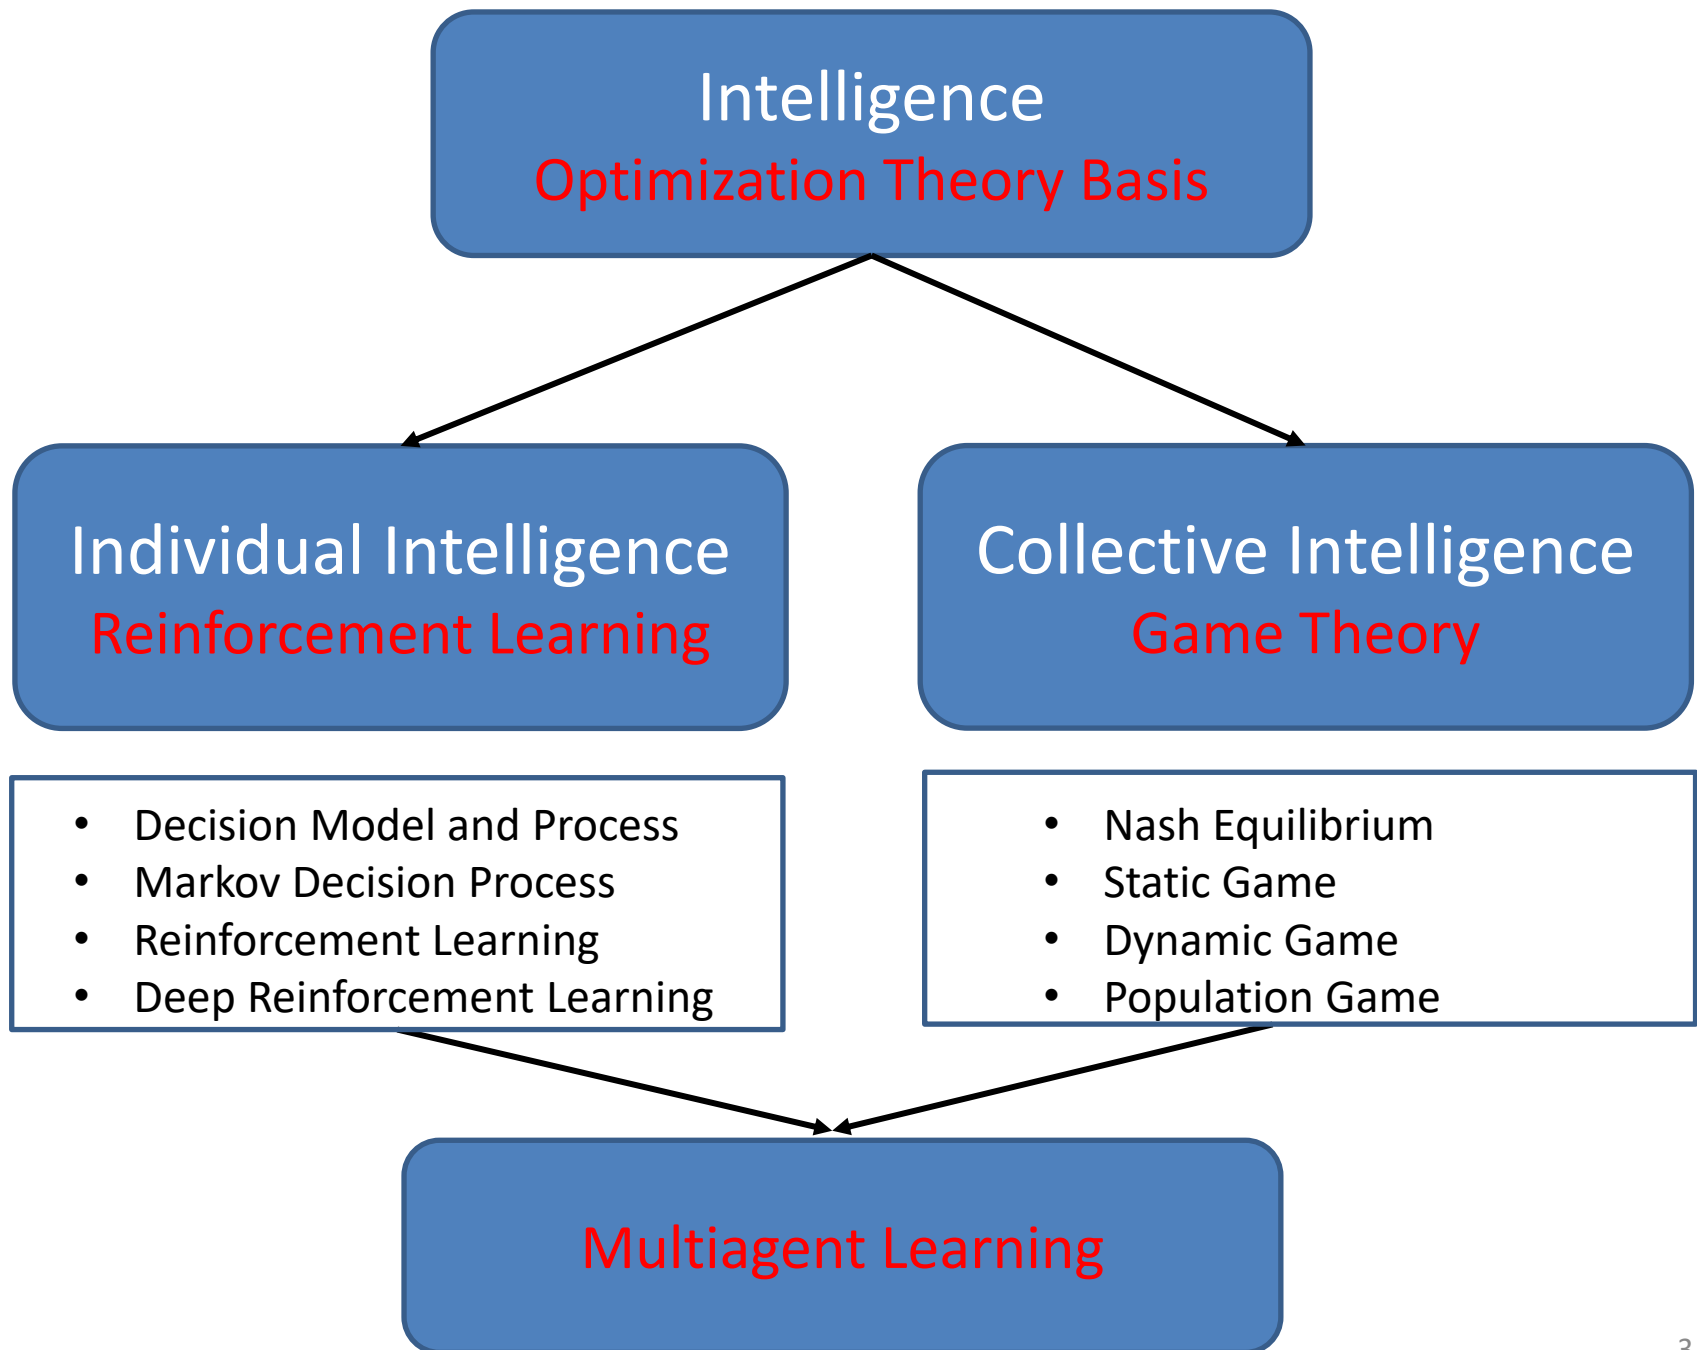 Intelligence
Optimization Theory Basis
Individual Intelligence
Reinforcement Learning
Collective Intelligence
Game Theory
• Decision Model and Process
• Markov Decision Process
• Reinforcement Learning
• Deep Reinforcement Learning
• Nash Equilibrium
• Static Game
• Dynamic Game
• Population Game
Multiagent Learning
3